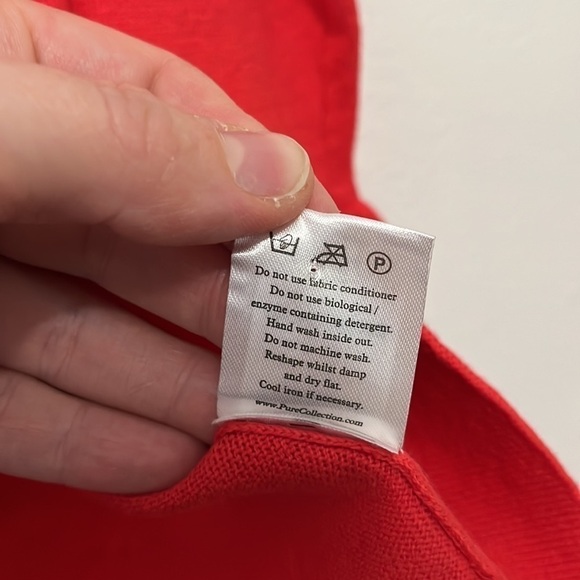 P
Do not use fabric conditioner
Do not use biological /
enzyme containing detergent.
Hand wash inside out.
Do not machine wash.
Reshape whilst damp
and dry flat.
Cool iron if necessary.
www.PureCollection.com